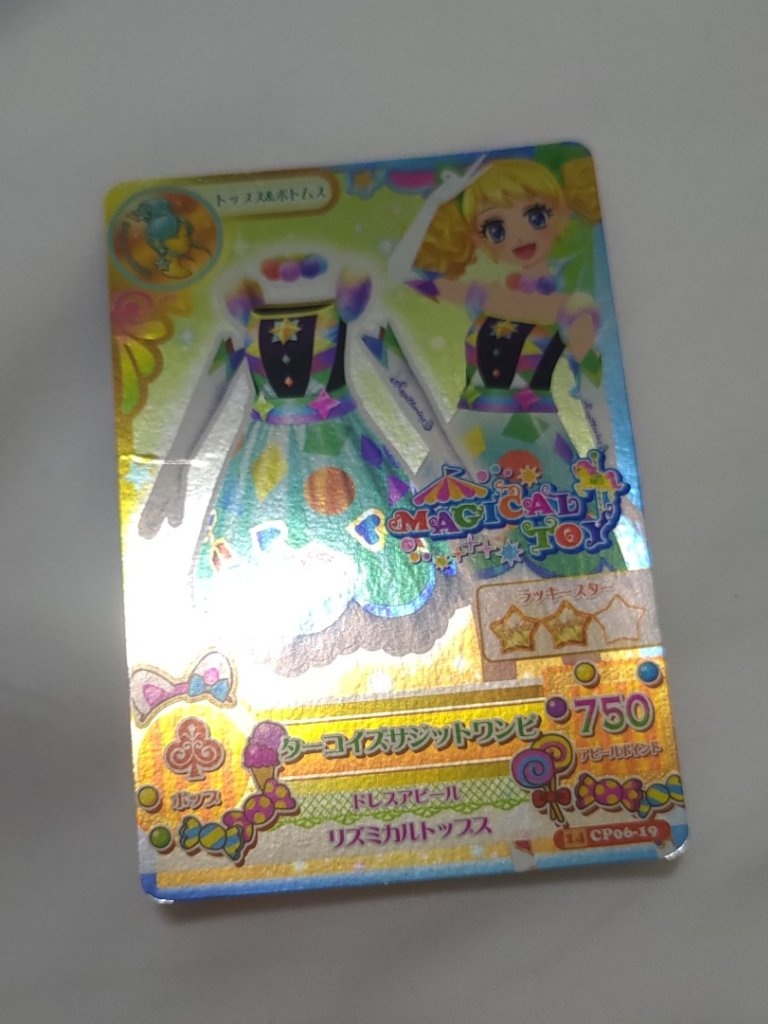 トップス&ボトムス
Sagittarius
MAGICAL
TOY
ラッキースター
ターコイズサジットワンピ
750
アピールポイント
ポップ
ドレスアピール
リズミカルトップス
14 CP06-19